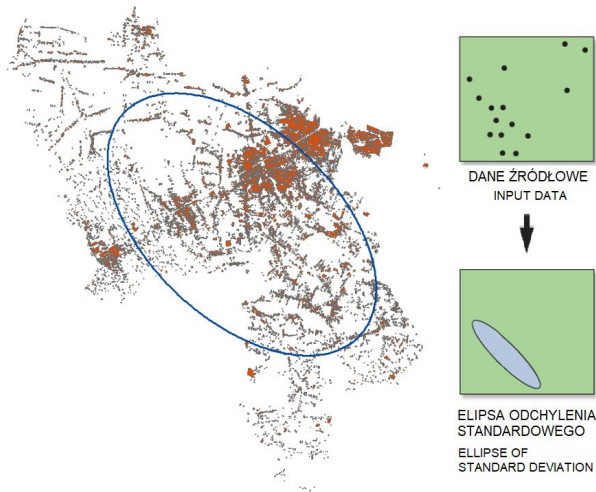 DANE ŹRÓDŁOWE
INPUT DATA
ELIPSA ODCHYLENIA
STANDARDOWEGO
ELLIPSE OF
STANDARD DEVIATION